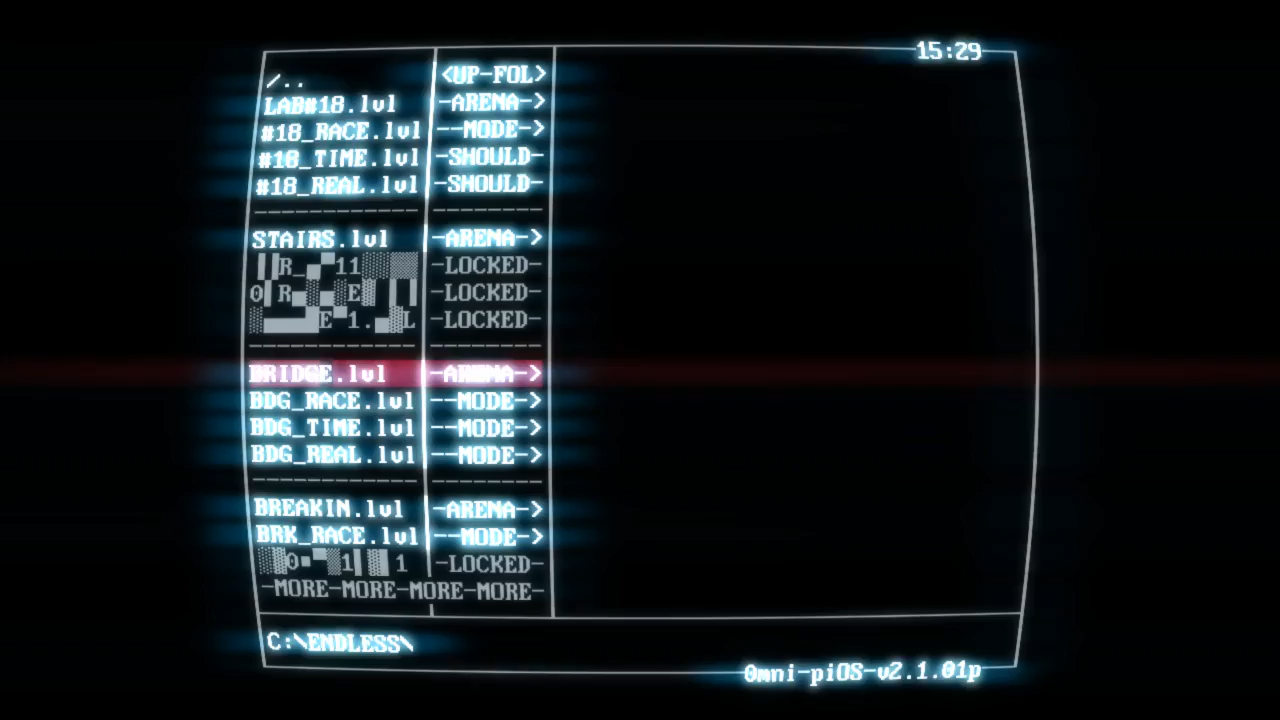 15:29
/.. <UP-FOL>
LAB#18.lvl -ARENA->
#18_RACE.lvl --MODE->
#18_TIME.lvl -SHOULD-
#18_REAL.lvl -SHOULD-
------------ --------
STAIRS.lvl -ARENA->
-LOCKED-
-LOCKED-
-LOCKED-
------------ --------
BRIDGE.lvl -ARENA->
BDG_RACE.lvl --MODE->
BDG_TIME.lvl --MODE->
BDG_REAL.lvl --MODE->
------------ --------
BREAKIN.lvl -ARENA->
BRK_RACE.lvl --MODE->
-LOCKED-
-MORE-MORE-MORE-MORE-
C:\ENDLESS\
0mni-piOS-v2.1.01p